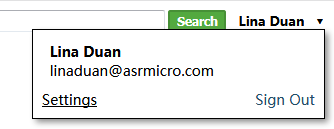 Search Lina Duan ▼
Lina Duan
linaduan@asrmicro.com
Settings Sign Out